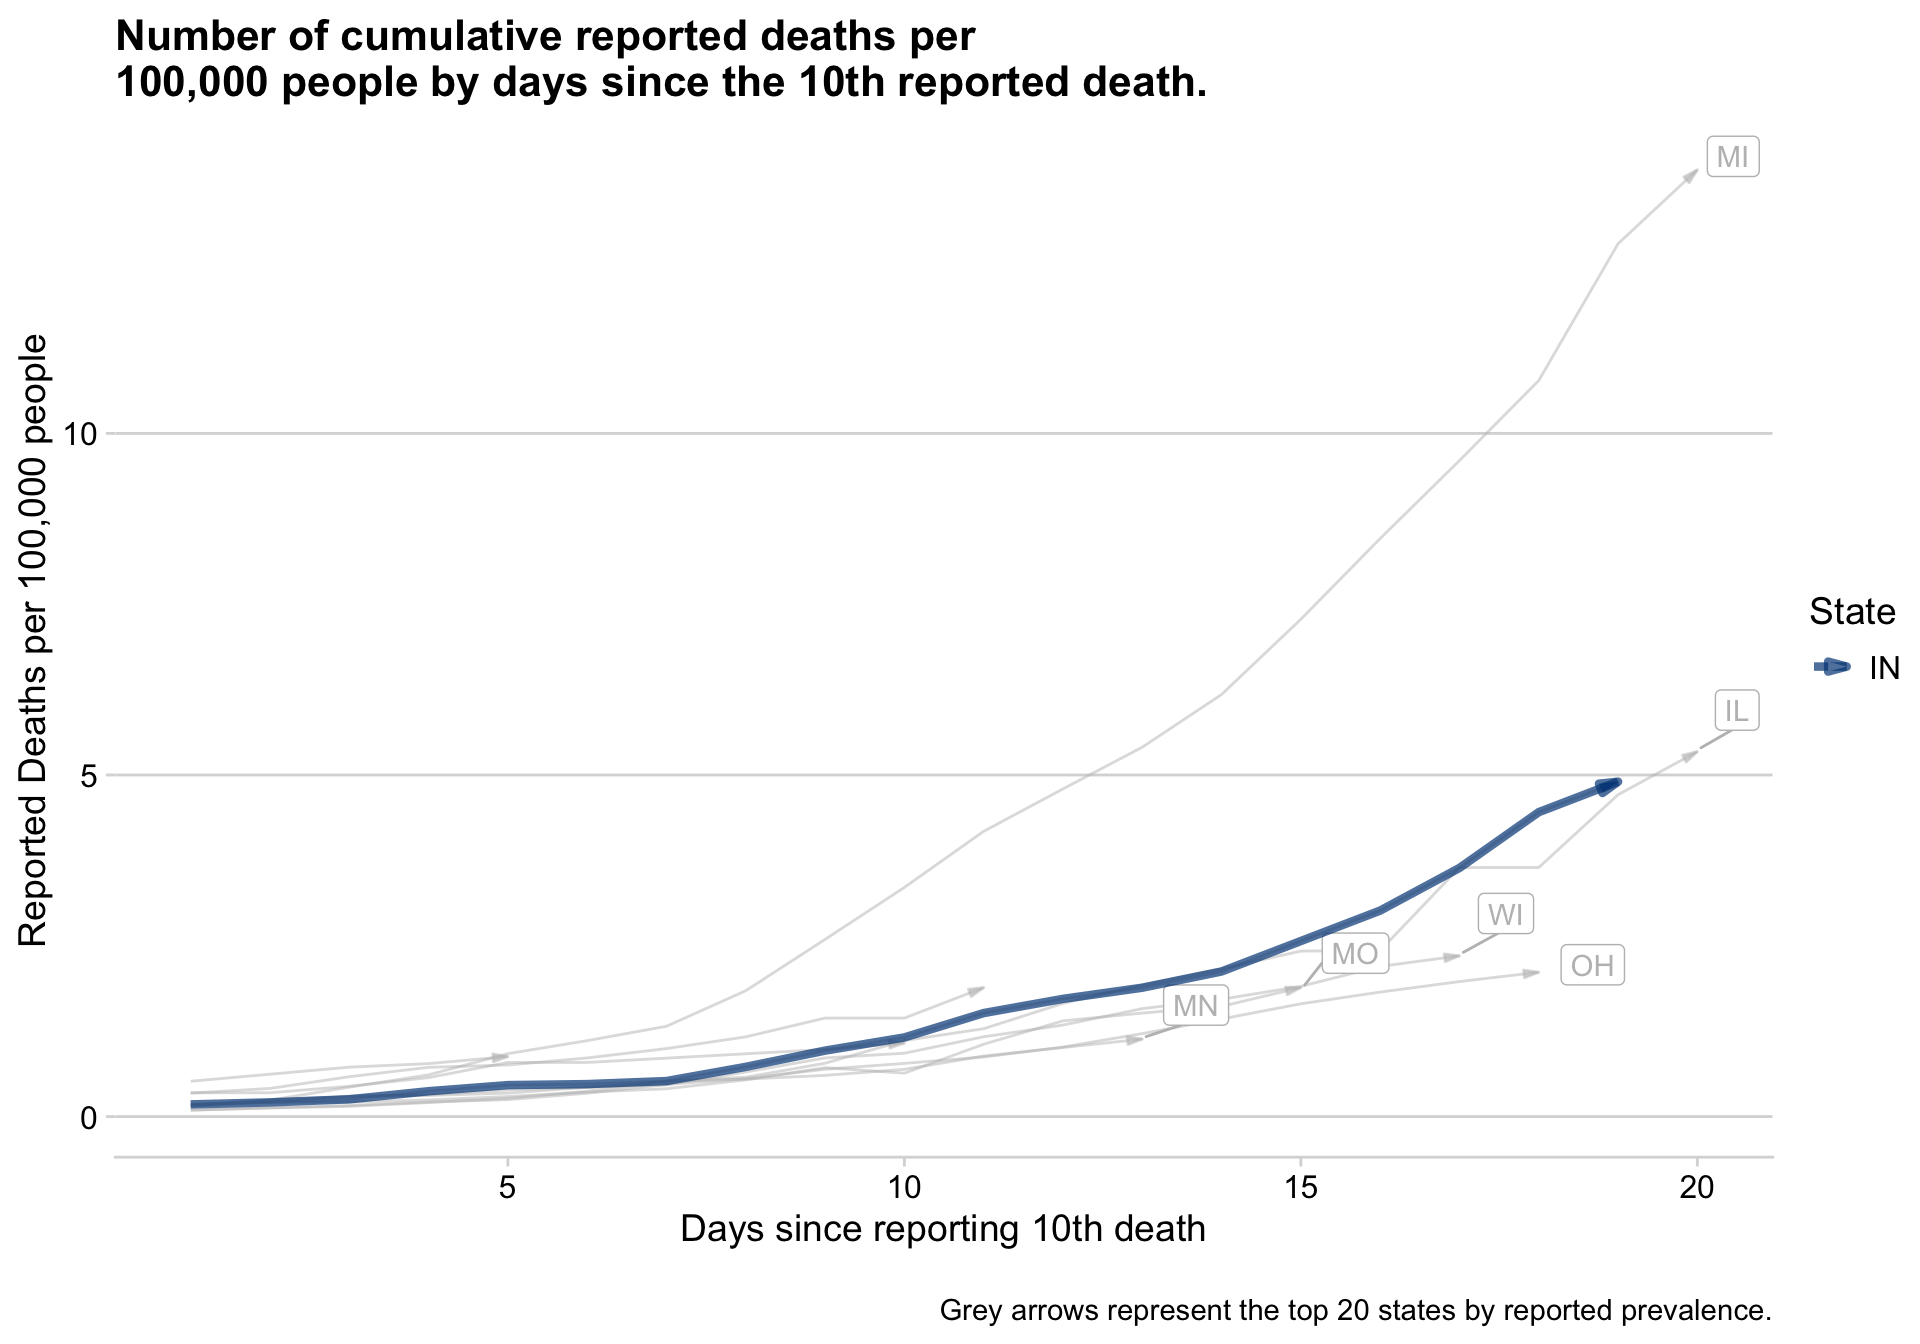 Number of cumulative reported deaths per
100,000 people by days since the 10th reported death.
Reported Deaths per 100,000 people
10
5
0
MI
IL
WI
MO
OH
MN
State
IN
5
10
15
20
Days since reporting 10th death
Grey arrows represent the top 20 states by reported prevalence.